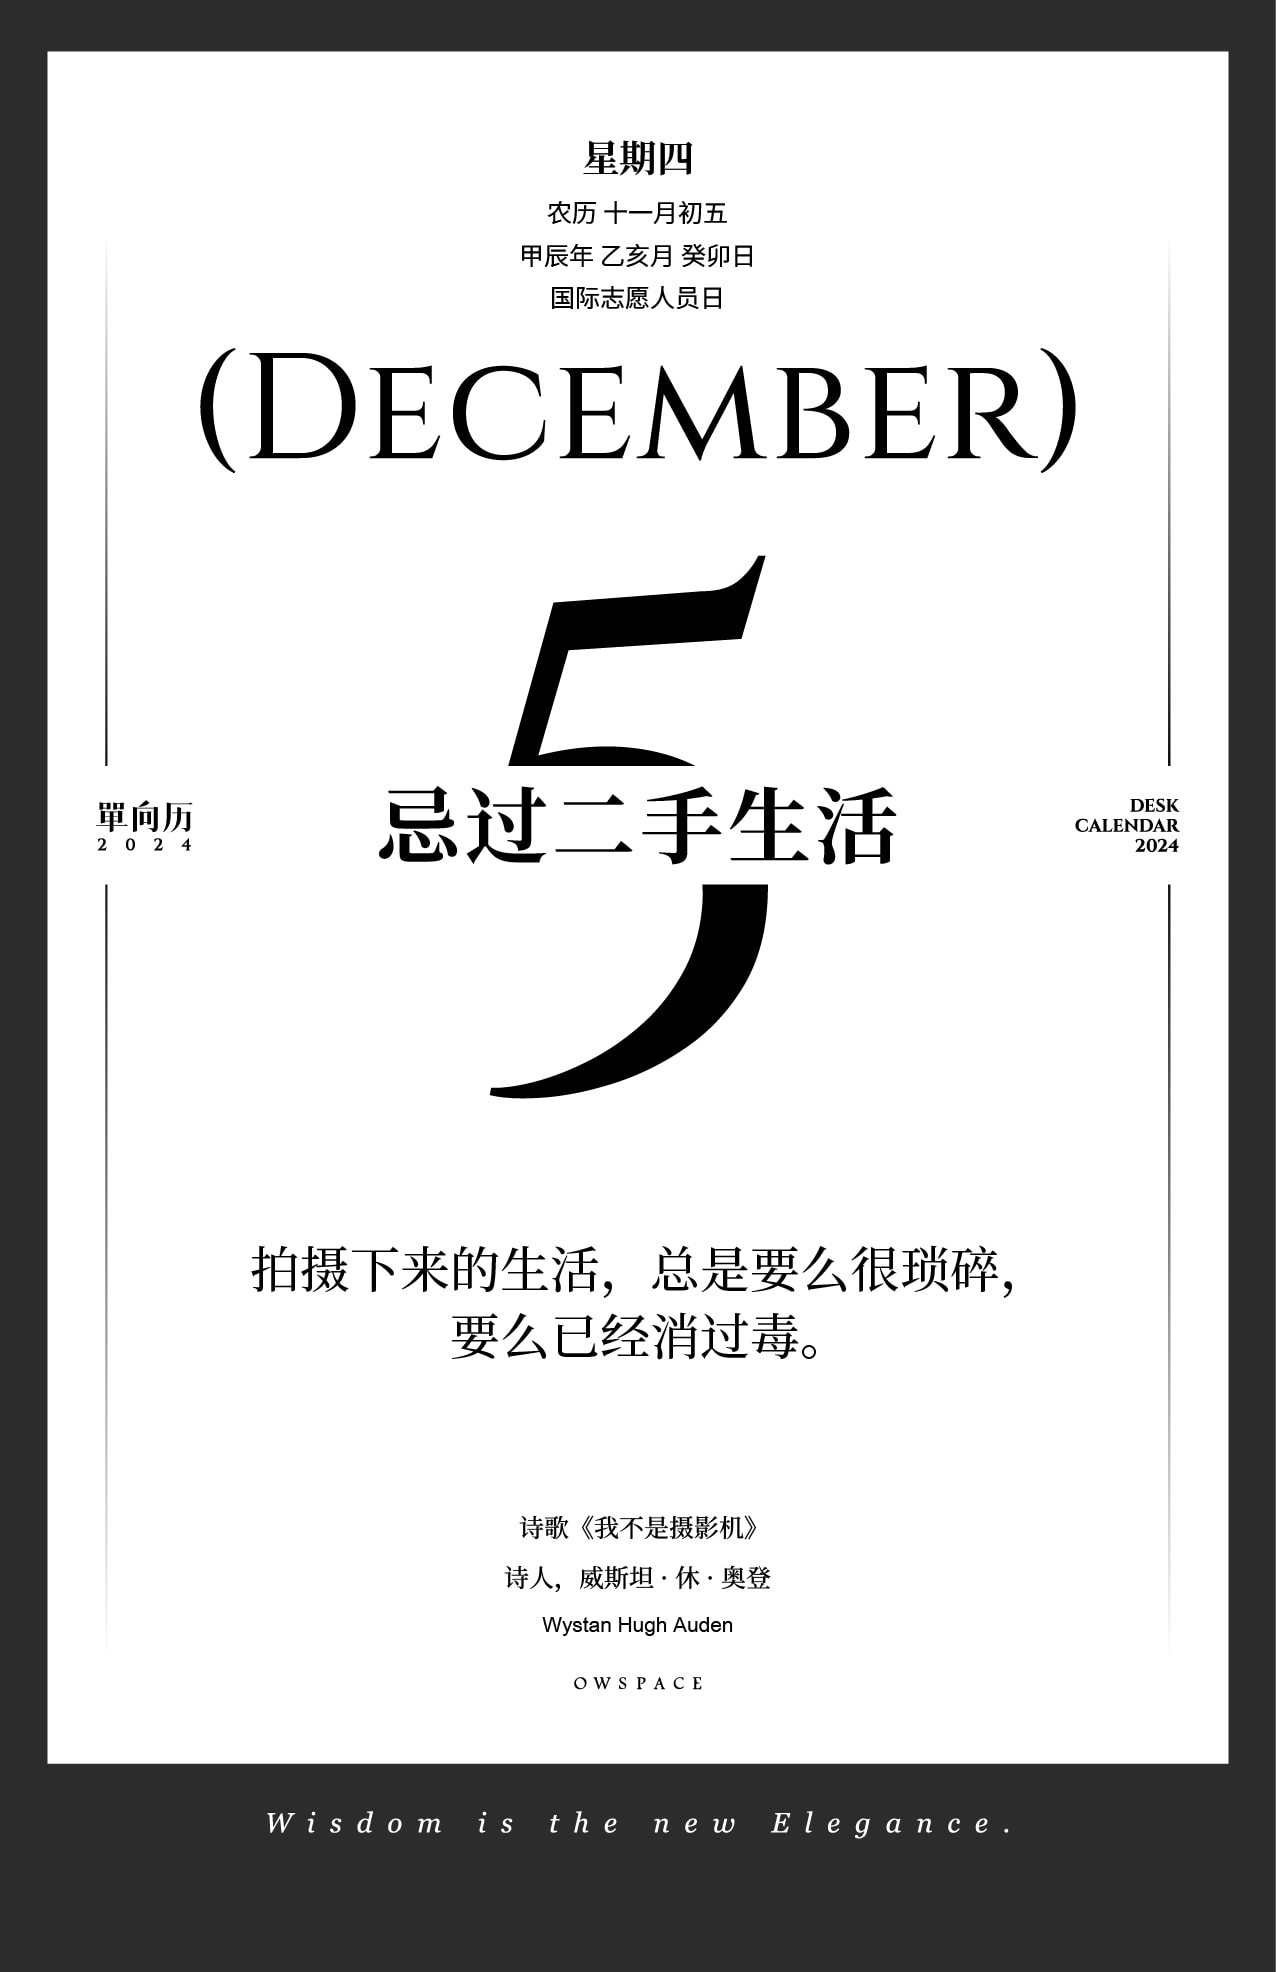 星期四
农历 十一月初五
甲辰年 乙亥月 癸卯日
国际志愿人员日
(DECEMBER)
5
單向历
2024
忌过二手生活
DESK
CALENDAR
2024
拍摄下来的生活，总是要么很琐碎，
要么已经消过毒。
诗歌《我不是摄影机》
诗人，威斯坦·休·奥登
Wystan Hugh Auden
OWSPACE
Wisdom is the new Elegance.